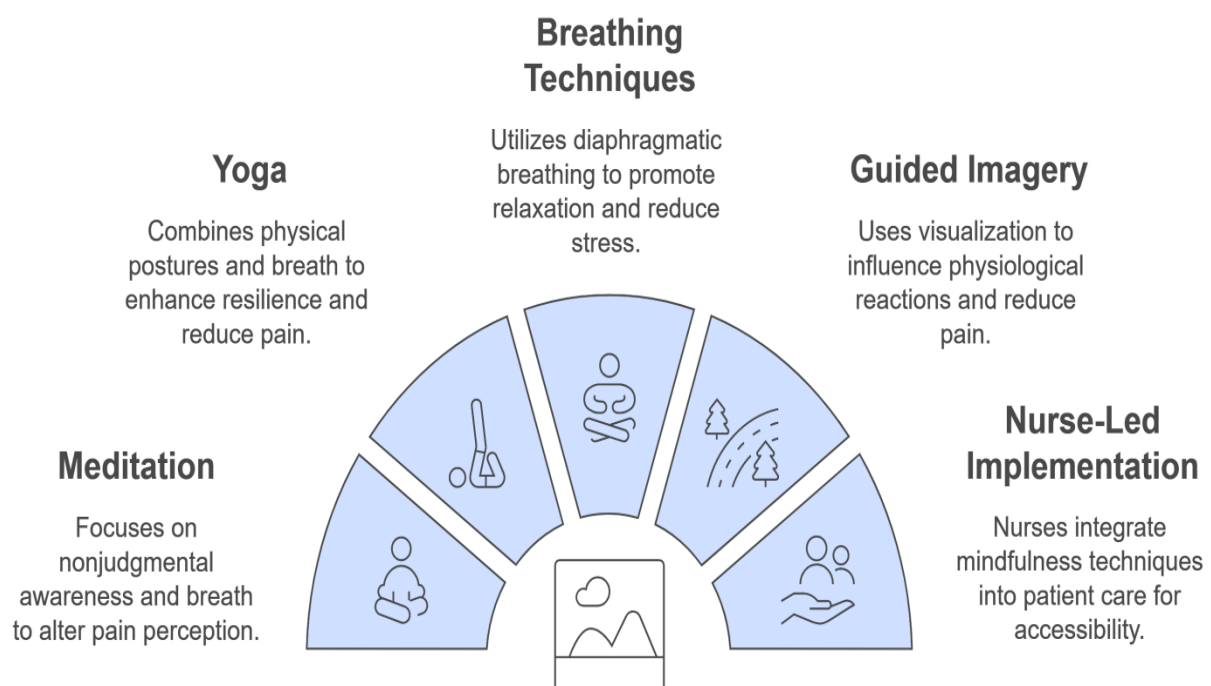 Breathing
Techniques
Utilizes diaphragmatic
breathing to promote
relaxation and reduce
stress.
Yoga
Combines physical
postures and breath to
enhance resilience and
reduce pain.
Guided Imagery
Uses visualization to
influence physiological
reactions and reduce
pain.
Meditation
Focuses on
nonjudgmental
awareness and breath
to alter pain perception.
Nurse-Led
Implementation
Nurses integrate
mindfulness techniques
into patient care for
accessibility.